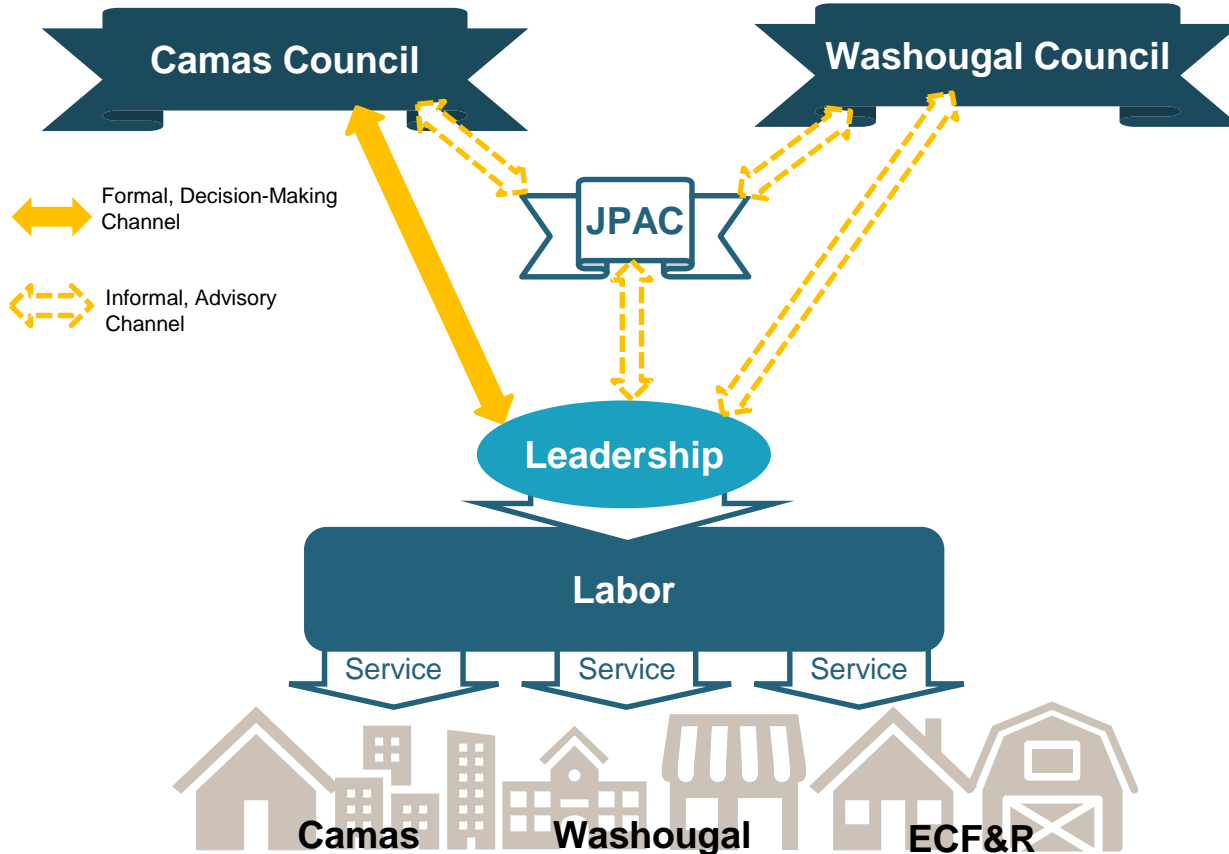 Camas Council
Washougal Council
Formal, Decision-Making
Channel
JPAC
Informal, Advisory
Channel
Leadership
Labor
Service
Service
Service
Camas
Washougal
ECF&R